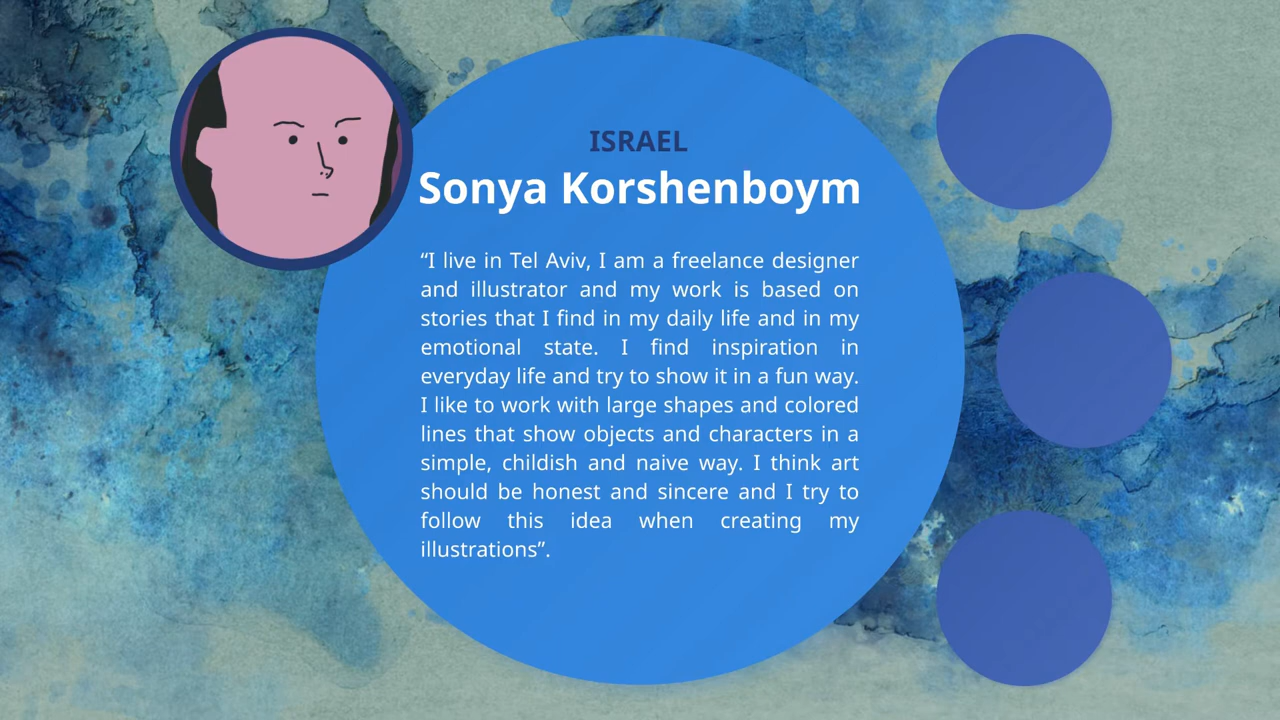 ISRAEL
Sonya Korshenboym
“I live in Tel Aviv, I am a freelance designer
and illustrator and my work is based on
stories that I find in my daily life and in my
emotional state. I find inspiration in
everyday life and try to show it in a fun way.
I like to work with large shapes and colored
lines that show objects and characters in a
simple, childish and naive way. I think art
should be honest and sincere and I try to
follow this idea when creating my
illustrations”.